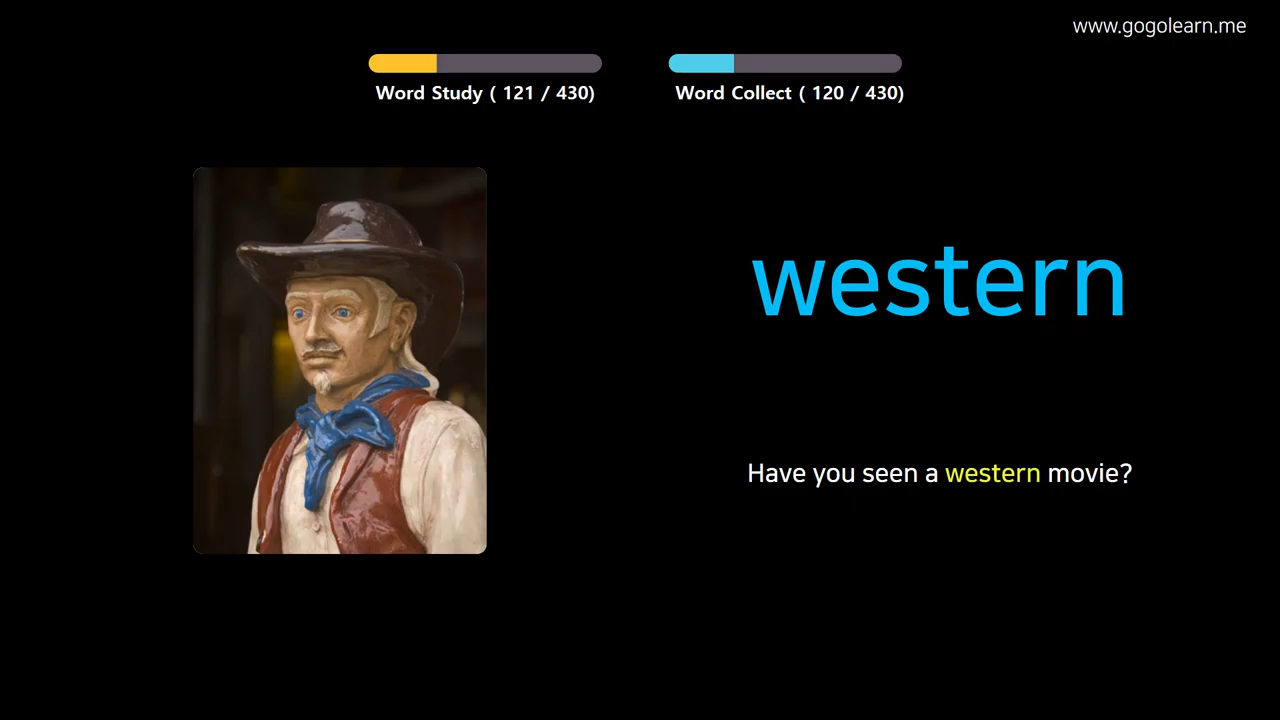 www.gogolearn.me
Word Study ( 121 / 430)
Word Collect ( 120 / 430)
western
Have you seen a western movie?